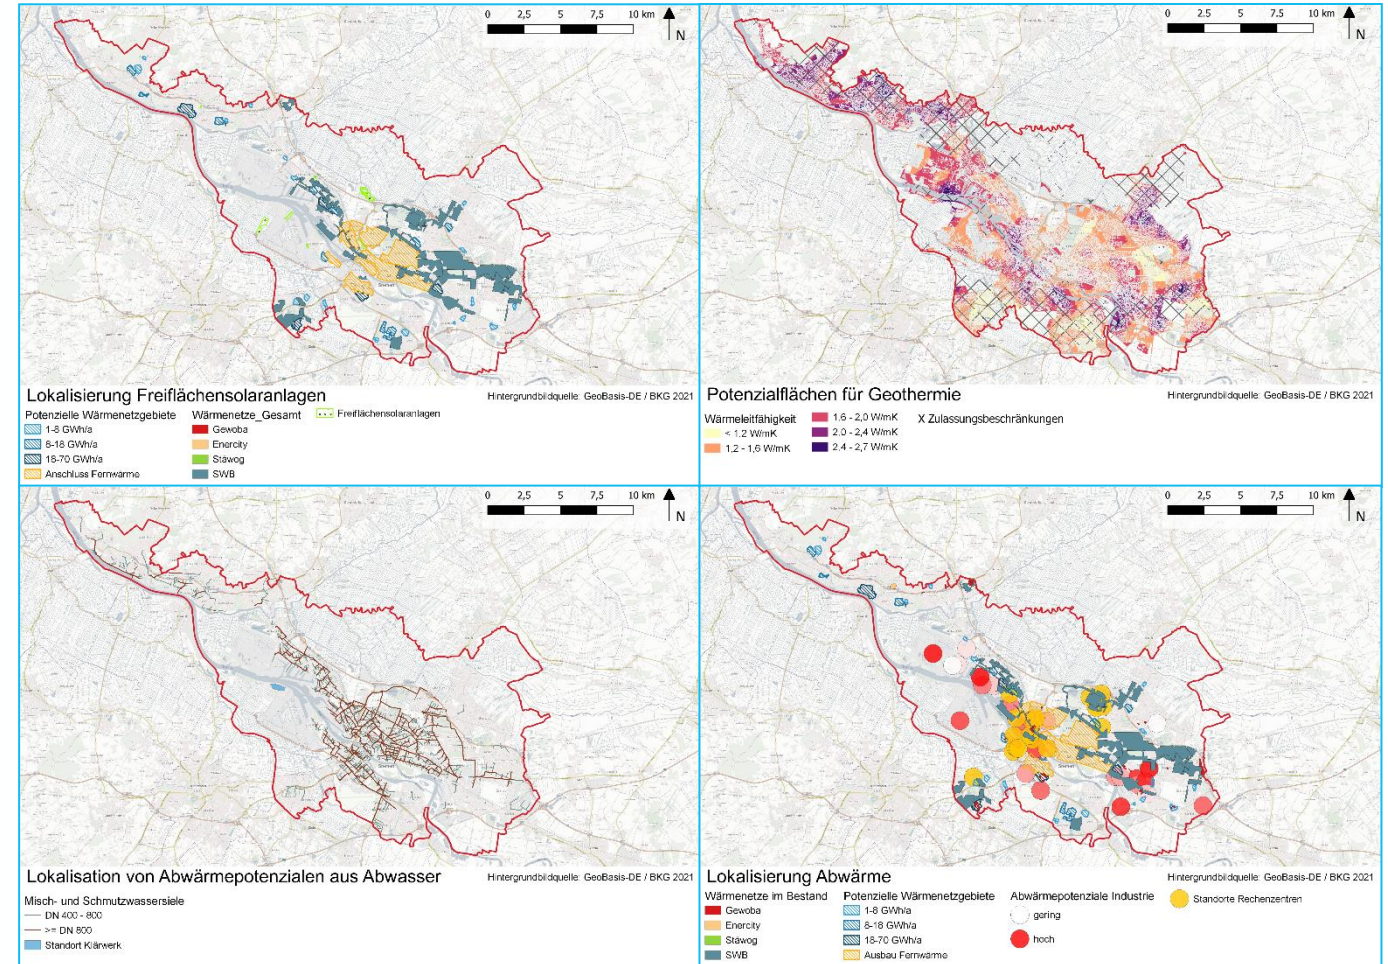 0 2,5 5 7,5 10 km
N
Lokalisierung Freiflächensolaranlagen
Hintergrundbildquelle: GeoBasis-DE / BKG 2021
Potenzielle Wärmenetzgebiete
1-8 GWh/a
8-18 GWh/a
18-70 GWh/a
Anschluss Fernwärme
Wärmenetze_Gesamt
Gewoba
Enercity
Stäwog
SWB
Freiflächensolaranlagen
0 2,5 5 7,5 10 km
N
Potenzialflächen für Geothermie
Hintergrundbildquelle: GeoBasis-DE / BKG 2021
Wärmeleitfähigkeit
< 1,2 W/mK
1,2 - 1,6 W/mK
1,6 - 2,0 W/mK
2,0 - 2,4 W/mK
2,4 - 2,7 W/mK
X Zulassungsbeschränkungen
0 2,5 5 7,5 10 km
N
Lokalisation von Abwärmepotenzialen aus Abwasser
Hintergrundbildquelle: GeoBasis-DE / BKG 2021
Misch- und Schmutzwassersiele
DN 400 - 800
>= DN 800
Standort Klärwerk
0 2,5 5 7,5 10 km
N
Lokalisierung Abwärme
Hintergrundbildquelle: GeoBasis-DE / BKG 2021
Wärmenetze im Bestand
Gewoba
Enercity
Stäwog
SWB
Potenzielle Wärmenetzgebiete
1-8 GWh/a
8-18 GWh/a
18-70 GWh/a
Ausbau Fernwärme
Abwärmepotenziale Industrie
gering
hoch
Standorte Rechenzentren